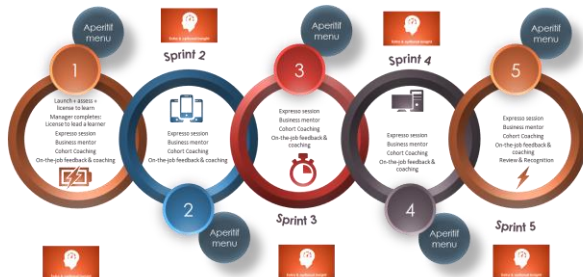 Aperitif
menu
Sprint 2
Aperitif
menu
Sprint 4
Aperitif
menu
1
Launch + assess +
license to learn
Manager completes:
License to lead a learner
Expresso session
Business mentor
Cohort Coaching
On-the-job feedback & coaching
Expresso session
Business mentor
Cohort Coaching
On-the-job feedback & coaching
2
Aperitif
menu
3
Expresso session
Business mentor
Cohort Coaching
On-the-job feedback &
coaching
Sprint 3
Expresso session
Business mentor
Cohort Coaching
On-the-job feedback &
coaching
4
Aperitif
menu
5
Expresso session
Business mentor
Cohort Coaching
On-the-job feedback &
coaching
Review & Recognition
Sprint 5